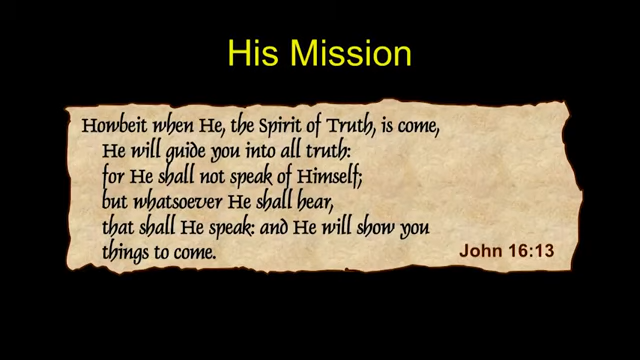 His Mission
Howbeit when He, the Spirit of Truth, is come,
He will guide you into all truth:
for He shall not speak of Himself;
but whatsoever He shall hear,
that shall He speak: and He will show you
things to come.
John 16:13